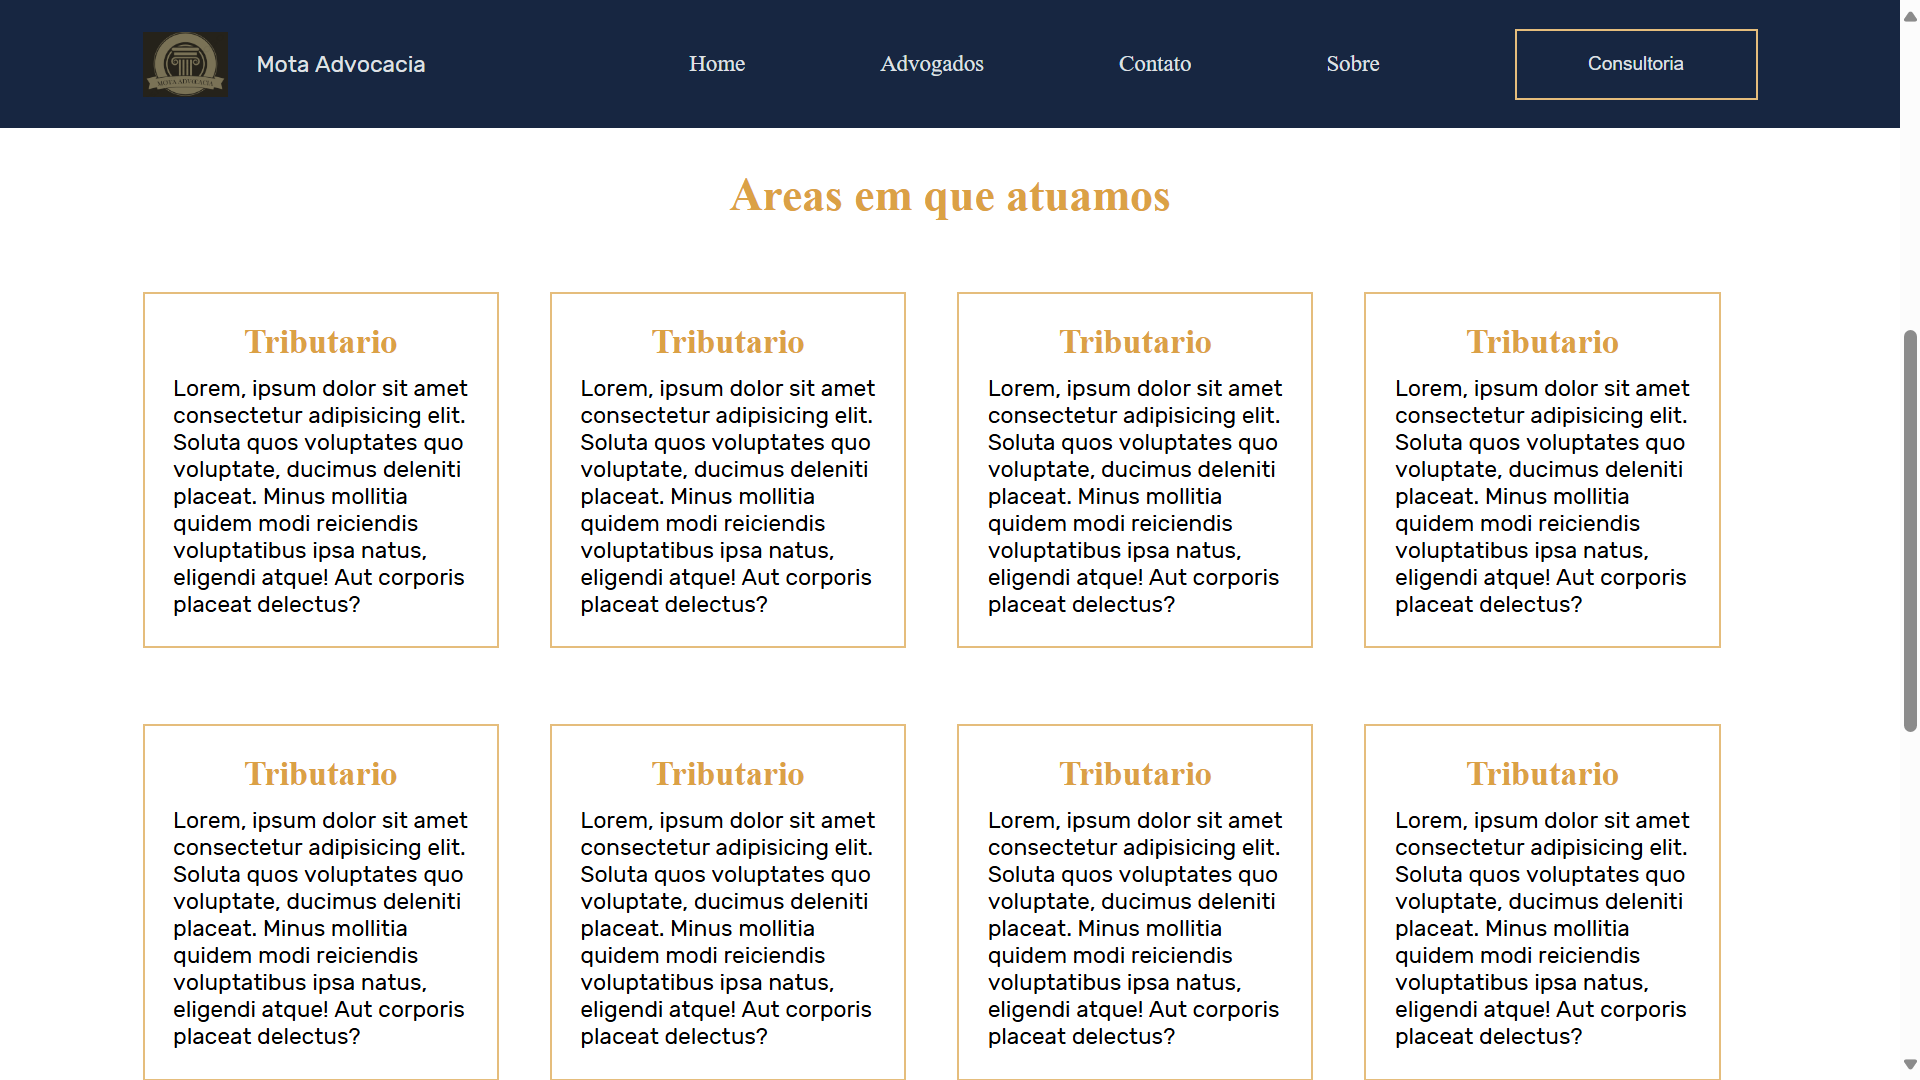 MOTA ADVOCACIA
Mota Advocacia
Home
Advogados
Contato
Sobre
Consultoria
Areas em que atuamos
Tributario
Lorem, ipsum dolor sit amet
consectetur adipisicing elit.
Soluta quos voluptates quo
voluptate, ducimus deleniti
placeat. Minus mollitia
quidem modi reiciendis
voluptatibus ipsa natus,
eligendi atque! Aut corporis
placeat delectus?
Tributario
Lorem, ipsum dolor sit amet
consectetur adipisicing elit.
Soluta quos voluptates quo
voluptate, ducimus deleniti
placeat. Minus mollitia
quidem modi reiciendis
voluptatibus ipsa natus,
eligendi atque! Aut corporis
placeat delectus?
Tributario
Lorem, ipsum dolor sit amet
consectetur adipisicing elit.
Soluta quos voluptates quo
voluptate, ducimus deleniti
placeat. Minus mollitia
quidem modi reiciendis
voluptatibus ipsa natus,
eligendi atque! Aut corporis
placeat delectus?
Tributario
Lorem, ipsum dolor sit amet
consectetur adipisicing elit.
Soluta quos voluptates quo
voluptate, ducimus deleniti
placeat. Minus mollitia
quidem modi reiciendis
voluptatibus ipsa natus,
eligendi atque! Aut corporis
placeat delectus?
Tributario
Lorem, ipsum dolor sit amet
consectetur adipisicing elit.
Soluta quos voluptates quo
voluptate, ducimus deleniti
placeat. Minus mollitia
quidem modi reiciendis
voluptatibus ipsa natus,
eligendi atque! Aut corporis
placeat delectus?
Tributario
Lorem, ipsum dolor sit amet
consectetur adipisicing elit.
Soluta quos voluptates quo
voluptate, ducimus deleniti
placeat. Minus mollitia
quidem modi reiciendis
voluptatibus ipsa natus,
eligendi atque! Aut corporis
placeat delectus?
Tributario
Lorem, ipsum dolor sit amet
consectetur adipisicing elit.
Soluta quos voluptates quo
voluptate, ducimus deleniti
placeat. Minus mollitia
quidem modi reiciendis
voluptatibus ipsa natus,
eligendi atque! Aut corporis
placeat delectus?
Tributario
Lorem, ipsum dolor sit amet
consectetur adipisicing elit.
Soluta quos voluptates quo
voluptate, ducimus deleniti
placeat. Minus mollitia
quidem modi reiciendis
voluptatibus ipsa natus,
eligendi atque! Aut corporis
placeat delectus?